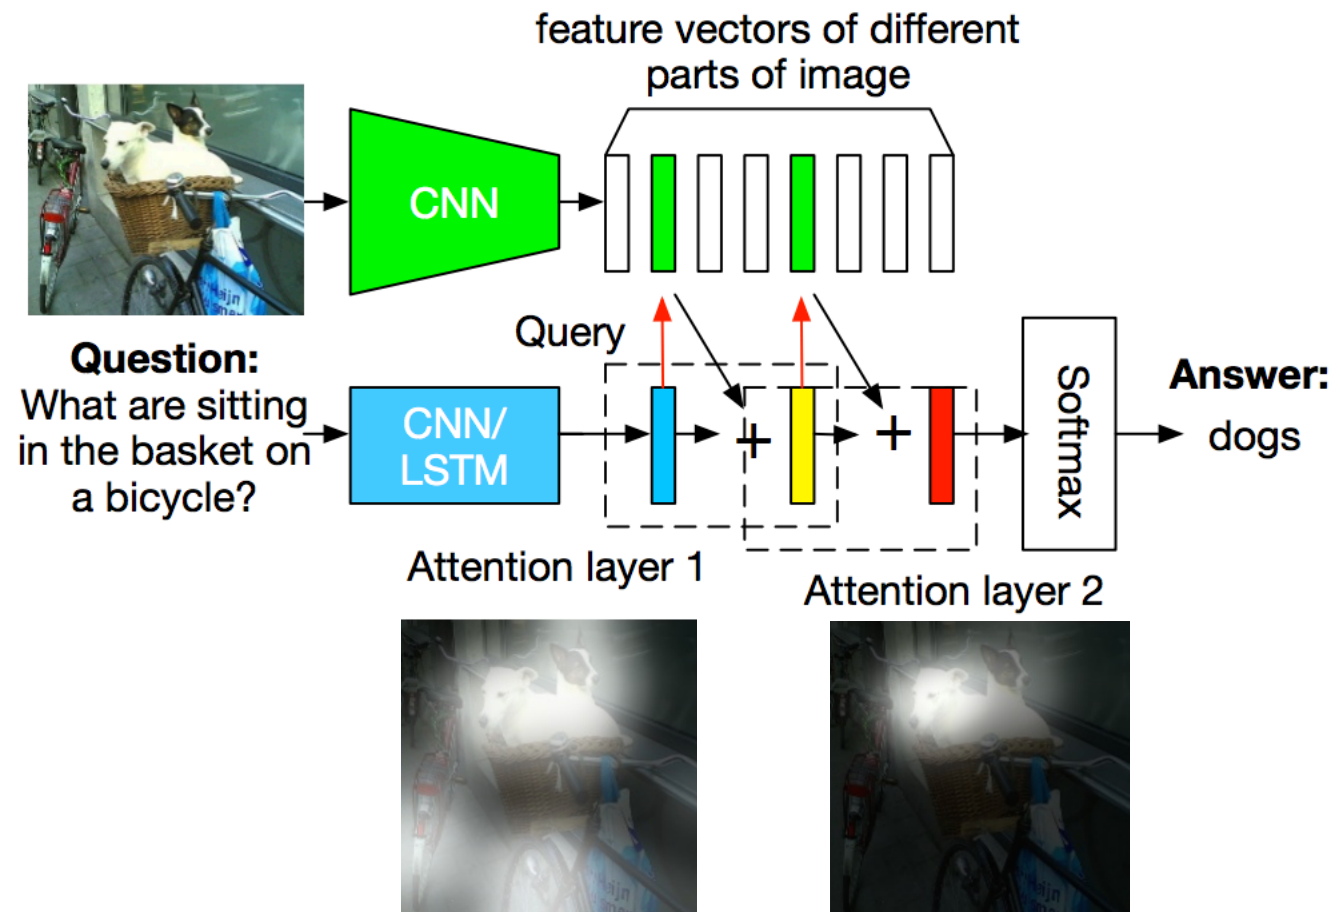 feature vectors of different
parts of image
CNN
Query
Question:
What are sitting
in the basket on
a bicycle?
CNN/
LSTM
+
+
Softmax
Answer:
dogs
Attention layer 1
Attention layer 2